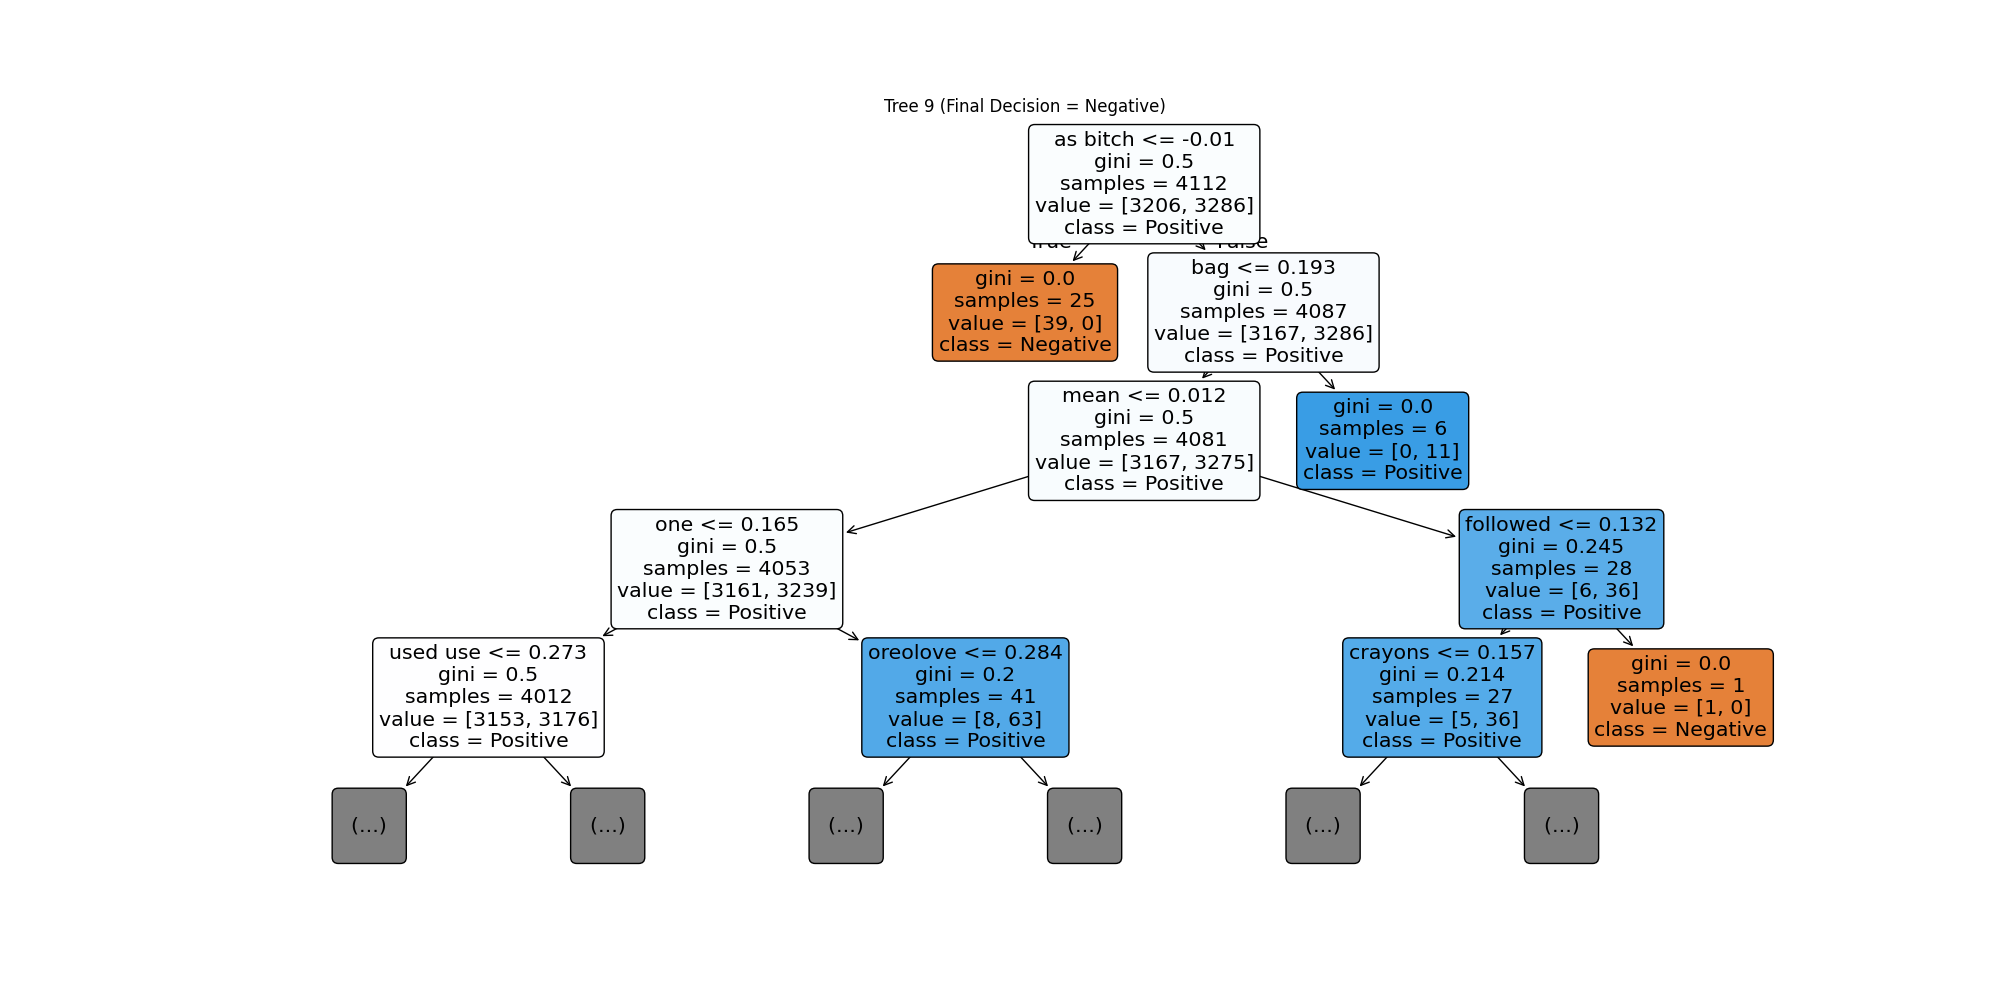 Tree 9 (Final Decision = Negative)
as bitch <= -0.01
gini = 0.5
samples = 4112
value = [3206, 3286]
class = Positive
True
False
gini = 0.0
samples = 25
value = [39, 0]
class = Negative
bag <= 0.193
gini = 0.5
samples = 4087
value = [3167, 3286]
class = Positive
mean <= 0.012
gini = 0.5
samples = 4081
value = [3167, 3275]
class = Positive
gini = 0.0
samples = 6
value = [0, 11]
class = Positive
one <= 0.165
gini = 0.5
samples = 4053
value = [3161, 3239]
class = Positive
followed <= 0.132
gini = 0.245
samples = 28
value = [6, 36]
class = Positive
used use <= 0.273
gini = 0.5
samples = 4012
value = [3153, 3176]
class = Positive
oreolove <= 0.284
gini = 0.2
samples = 41
value = [8, 63]
class = Positive
crayons <= 0.157
gini = 0.214
samples = 27
value = [5, 36]
class = Positive
gini = 0.0
samples = 1
value = [1, 0]
class = Negative
(...)
(...)
(...)
(...)
(...)
(...)